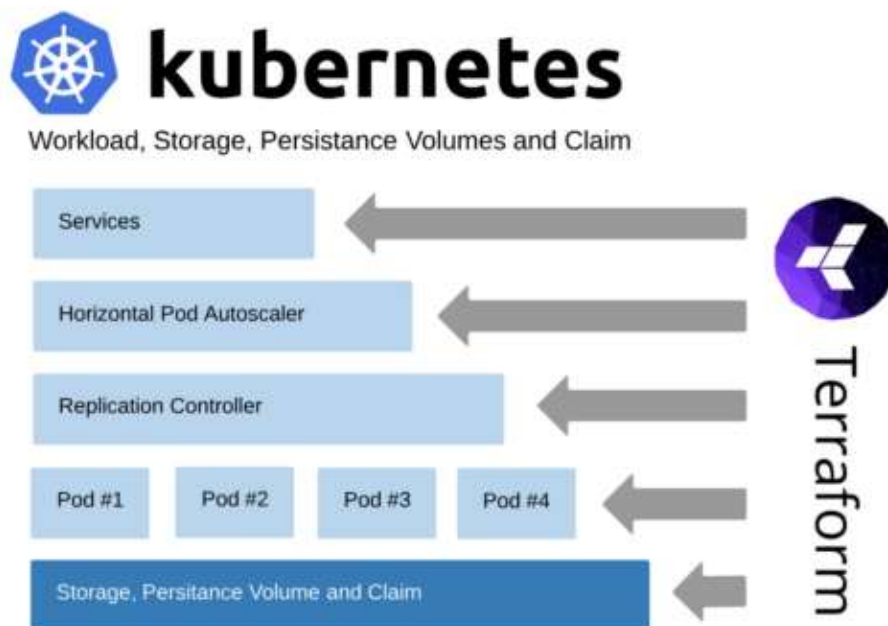 kubernetes
Workload, Storage, Persistance Volumes and Claim
Services
Horizontal Pod Autoscaler
Replication Controller
Pod #1 Pod #2 Pod #3 Pod #4
Storage, Persitance Volume and Claim
Terraform